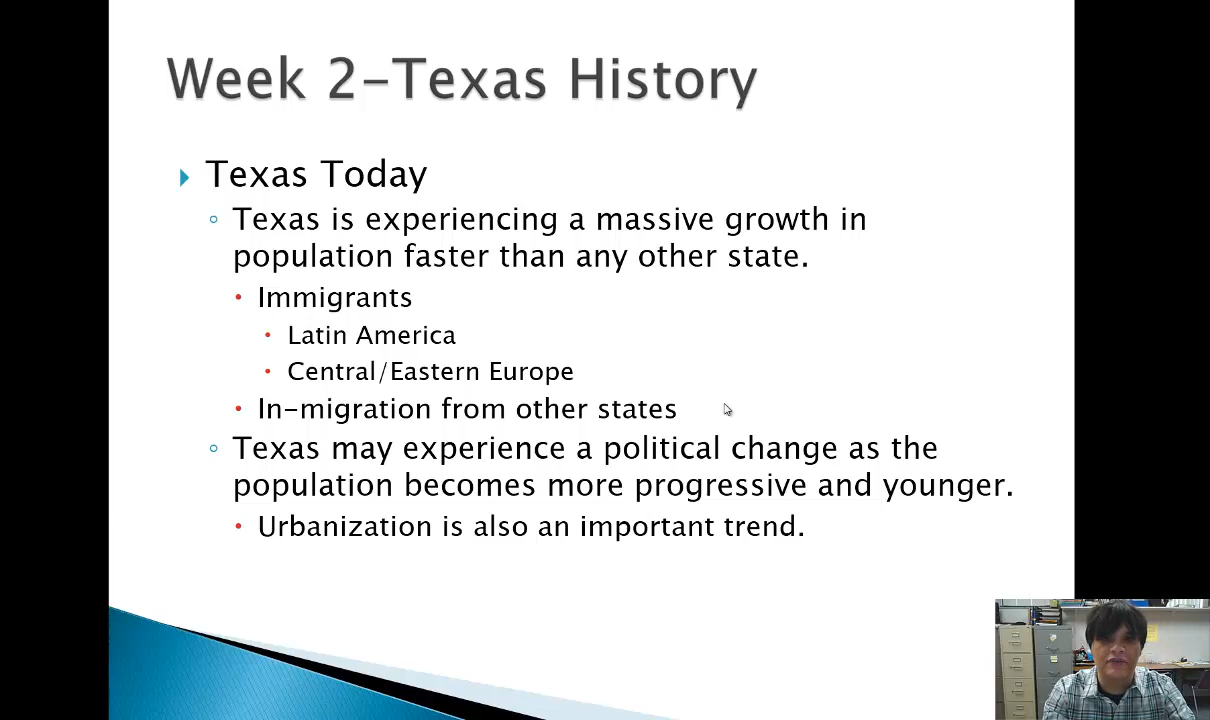 Week 2-Texas History
Texas Today
Texas is experiencing a massive growth in
population faster than any other state.
Immigrants
Latin America
Central/Eastern Europe
In-migration from other states
Texas may experience a political change as the
population becomes more progressive and younger.
Urbanization is also an important trend.